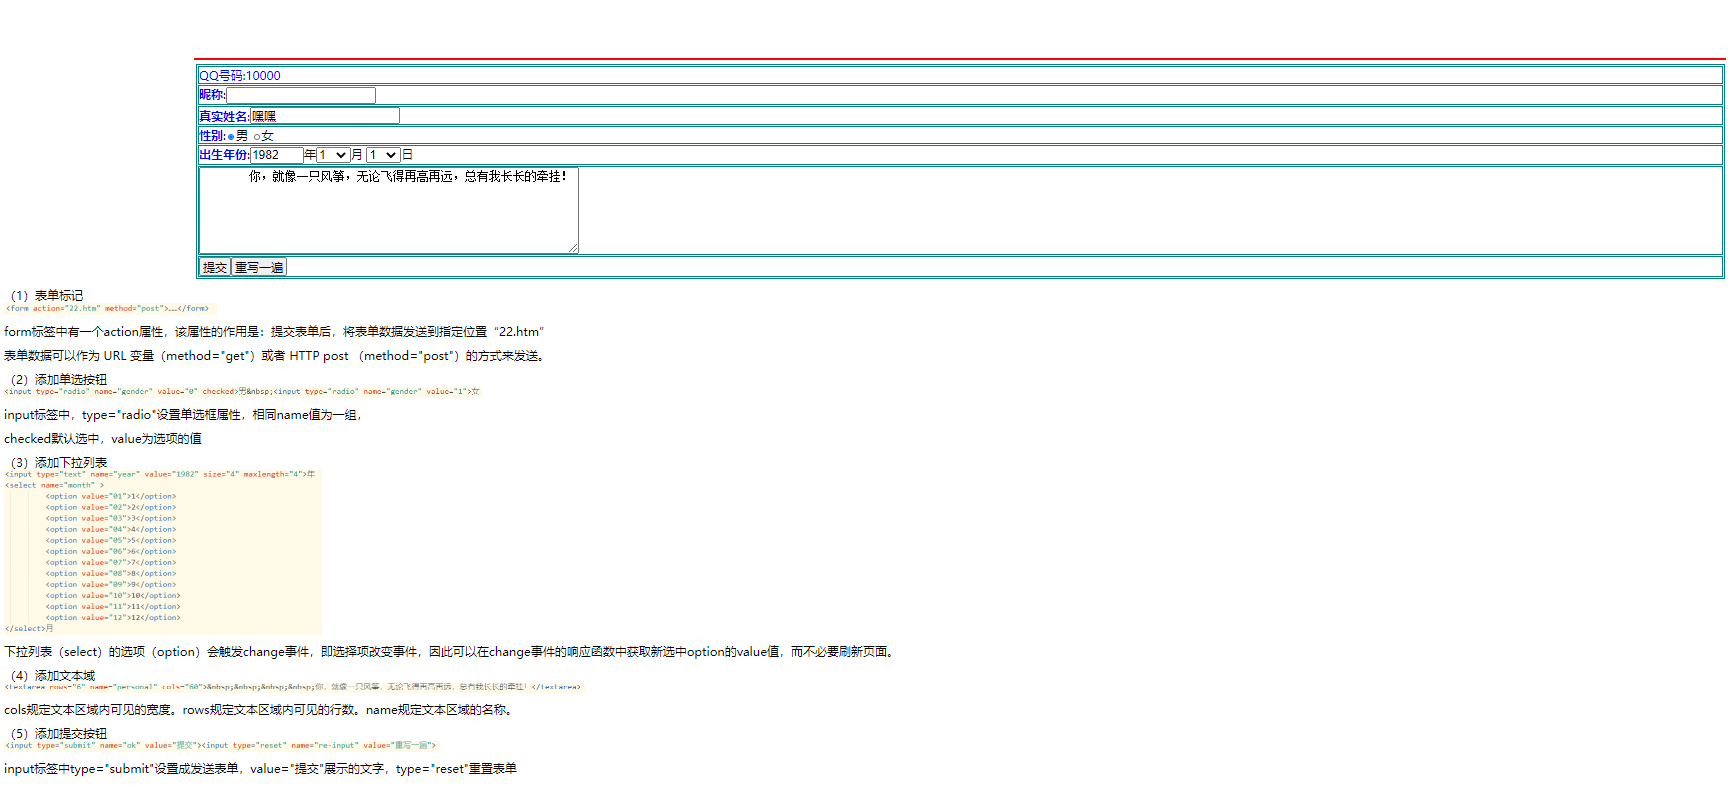 QQ号码:10000
昵称:
真实姓名:嘿嘿
性别:男 女
出生年份:1982年1月1日
你，就像一只风筝，无论飞得再高再远，总有我长长的牵挂！
提交重写一遍
（1）表单标记
<form action="22.htm" method="post">……</form>
form标签中有一个action属性，该属性的作用是：提交表单后，将表单数据发送到指定位置“22.htm”
表单数据可以作为 URL 变量（method="get"）或者 HTTP post （method="post"）的方式来发送。
（2）添加单选按钮
<input type="radio" name="gender" value="0" checked>男&nbsp;<input type="radio" name="gender" value="1">女
input标签中，type="radio"设置单选框属性，相同name值为一组，
checked默认选中，value为选项的值
（3）添加下拉列表
<input type="text" name="year" value="1982" size="4" maxlength="4">年
<select name="month" >
<option value="01">1</option>
<option value="02">2</option>
<option value="03">3</option>
<option value="04">4</option>
<option value="05">5</option>
<option value="06">6</option>
<option value="07">7</option>
<option value="08">8</option>
<option value="09">9</option>
<option value="10">10</option>
<option value="11">11</option>
<option value="12">12</option>
</select>月
下拉列表（select）的选项（option）会触发change事件，即选择项改变事件，因此可以在change事件的响应函数中获取新选中option的value值，而不必要刷新页面。
（4）添加文本域
<textarea rows="6" name="personal" cols="60">&nbsp;&nbsp;&nbsp;&nbsp;你，就像一只风筝，无论飞得再高再远，总有我长长的牵挂！</textarea>
cols规定文本区域内可见的宽度。rows规定文本区域内可见的行数。name规定文本区域的名称。
（5）添加提交按钮
<input type="submit" name="ok" value="提交"><input type="reset" name="re-input" value="重写一遍">
input标签中type="submit"设置成发送表单，value="提交"展示的文字，type="reset"重置表单